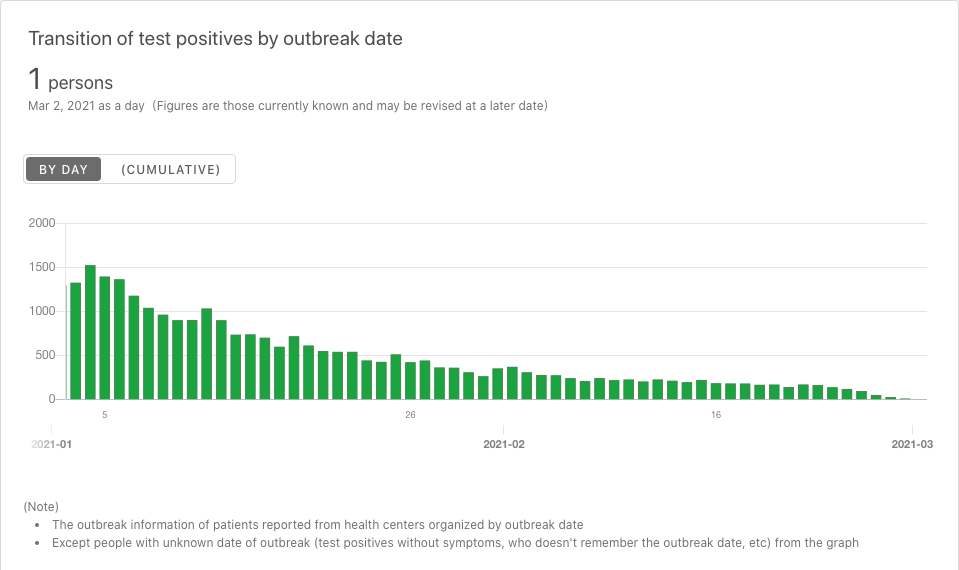 Transition of test positives by outbreak date
1 persons
Mar 2, 2021 as a day (Figures are those currently known and may be revised at a later date)
BY DAY (CUMULATIVE)
2000
1500
1000
500
0
5 26 16
2021-01 2021-02 2021-03
(Note)
• The outbreak information of patients reported from health centers organized by outbreak date
• Except people with unknown date of outbreak (test positives without symptoms, who doesn't remember the outbreak date, etc) from the graph